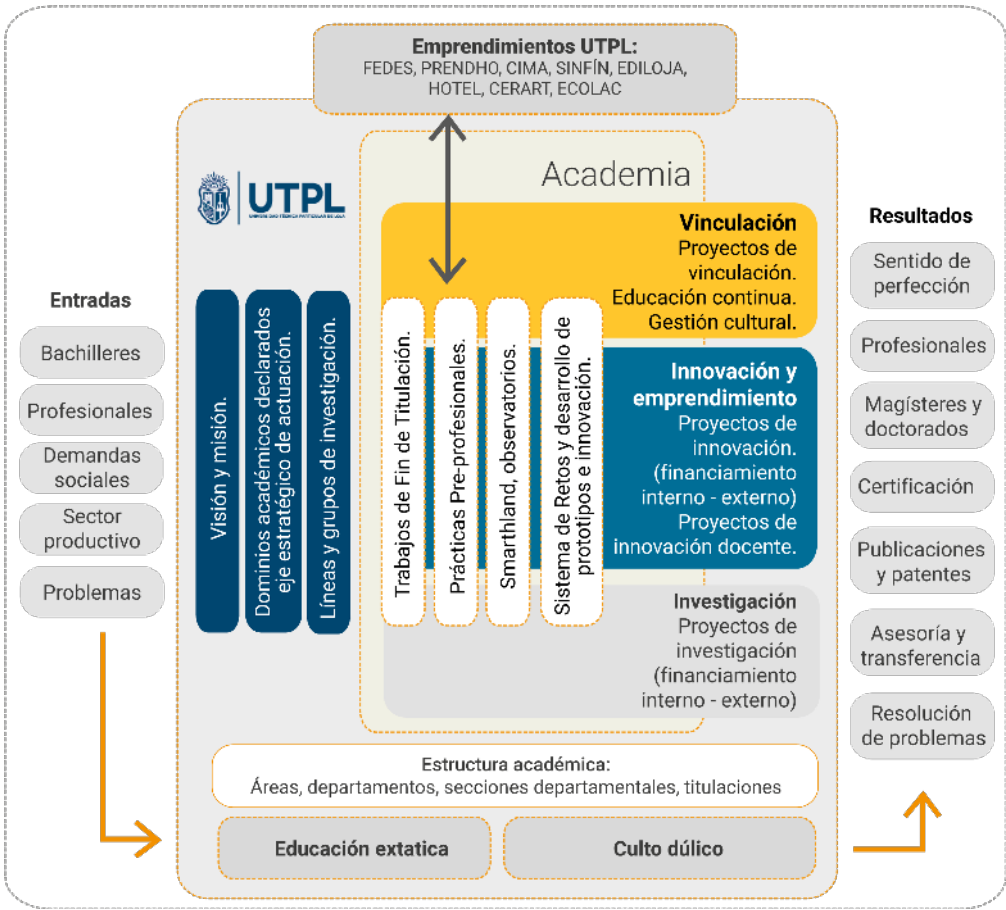 Emprendimientos UTPL:
FEDES, PRENDHO, CIMA, SINFÍN, EDILOJA,
HOTEL, CERART, ECOLAC
UTPL
UNIVERSIDAD TÉCNICA PARTICULAR DE LOJA
Academia
Entradas
Bachilleres
Profesionales
Demandas
sociales
Sector
productivo
Problemas
Visión y misión.
Dominios académicos declarados
eje estratégico de actuación.
Líneas y grupos de investigación.
Trabajos de Fin de Titulación.
Prácticas Pre-profesionales.
Smarthland, observatorios.
Sistema de Retos y desarrollo de
prototipos e innovación.
Vinculación
Proyectos de
vinculación.
Educación continua.
Gestión cultural.
Innovación y
emprendimiento
Proyectos de
innovación.
(financiamiento
interno - externo)
Proyectos de
innovación docente.
Investigación
Proyectos de
investigación
(financiamiento
interno - externo)
Estructura académica:
Áreas, departamentos, secciones departamentales, titulaciones
Educación extatica
Culto dúlico
Resultados
Sentido de
perfección
Profesionales
Magísteres y
doctorados
Certificación
Publicaciones
y patentes
Asesoría y
transferencia
Resolución
de problemas